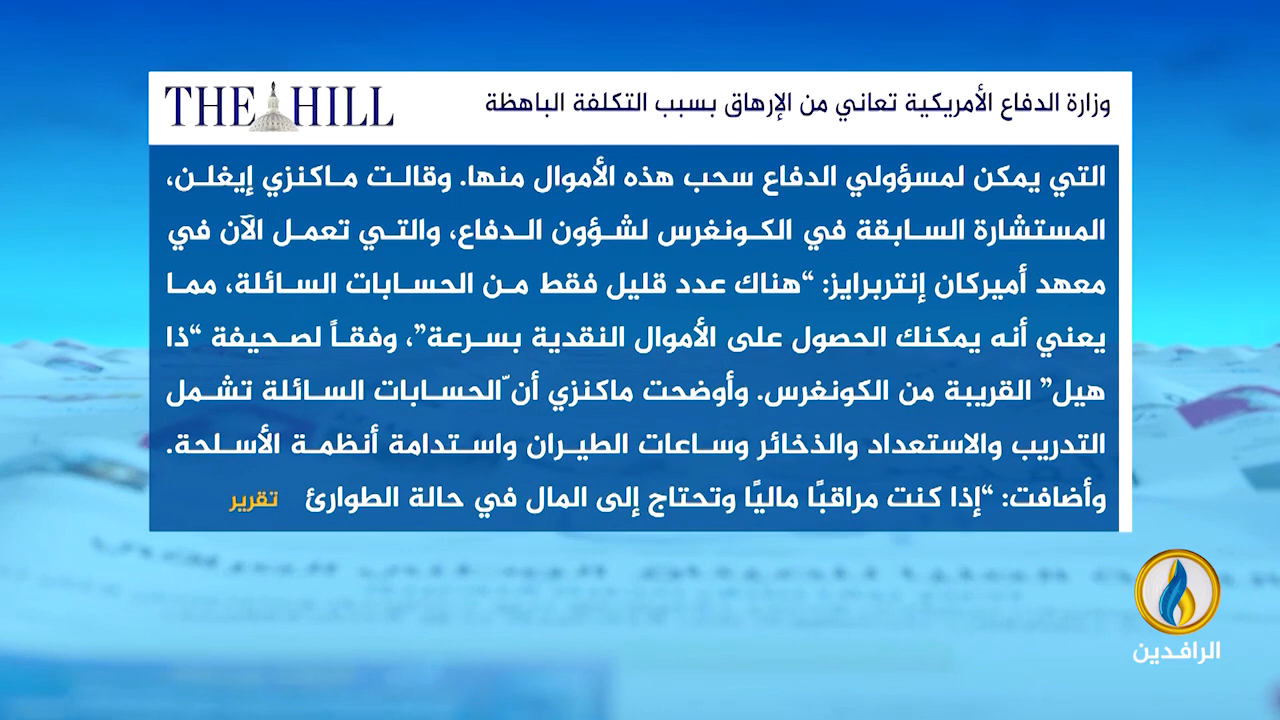 THE HILL
وزارة الدفاع الأمريكية تعاني من الإرهاق بسبب التكلفة الباهظة
التي يمكن لمسؤولي الدفاع سحب هذه الأموال منها. وقالت ماكنزي إيغلن،
المستشارة السابقة في الكونغرس لشؤون الدفاع، والتي تعمل الآن في
معهد أميركان إنتربرايز: “هناك عدد قليل فقط من الحسابات السائلة، مما
يعني أنه يمكنك الحصول على الأموال النقدية بسرعة”، وفقاً لصحيفة “ذا
هيل” القريبة من الكونغرس. وأوضحت ماكنزي أن ّالحسابات السائلة تشمل
التدريب والاستعداد والذخائر وساعات الطيران واستدامة أنظمة الأسلحة.
وأضافت: “إذا كنت مراقبًا ماليًا وتحتاج إلى المال في حالة الطوارئ
تقرير
الرافدين